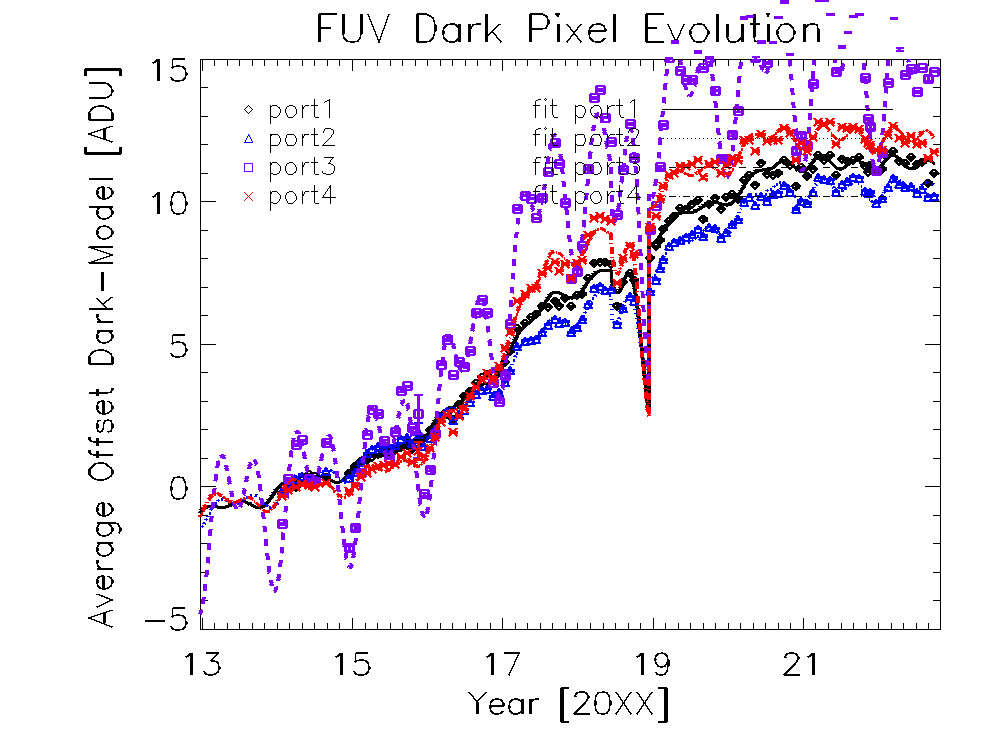 FUV Dark Pixel Evolution
Average Offset Dark-Model [ADU]
15
10
5
0
-5
port1
port2
port3
port4
fit port1
fit port2
fit port3
fit port4
13 15 17 19 21
Year [20XX]